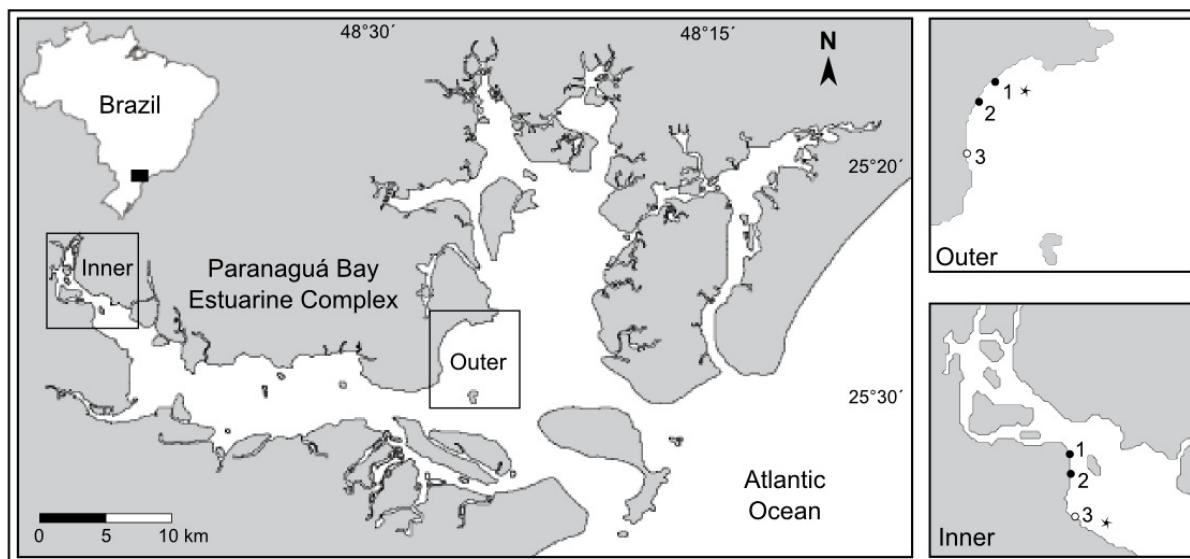 48°30´
48°15´
N
Brazil
25°20´
Inner
Paranaguá Bay
Estuarine Complex
Outer
25°30´
Atlantic
Ocean
0 5 10 km
1
2
3
Outer
1
2
3
Inner